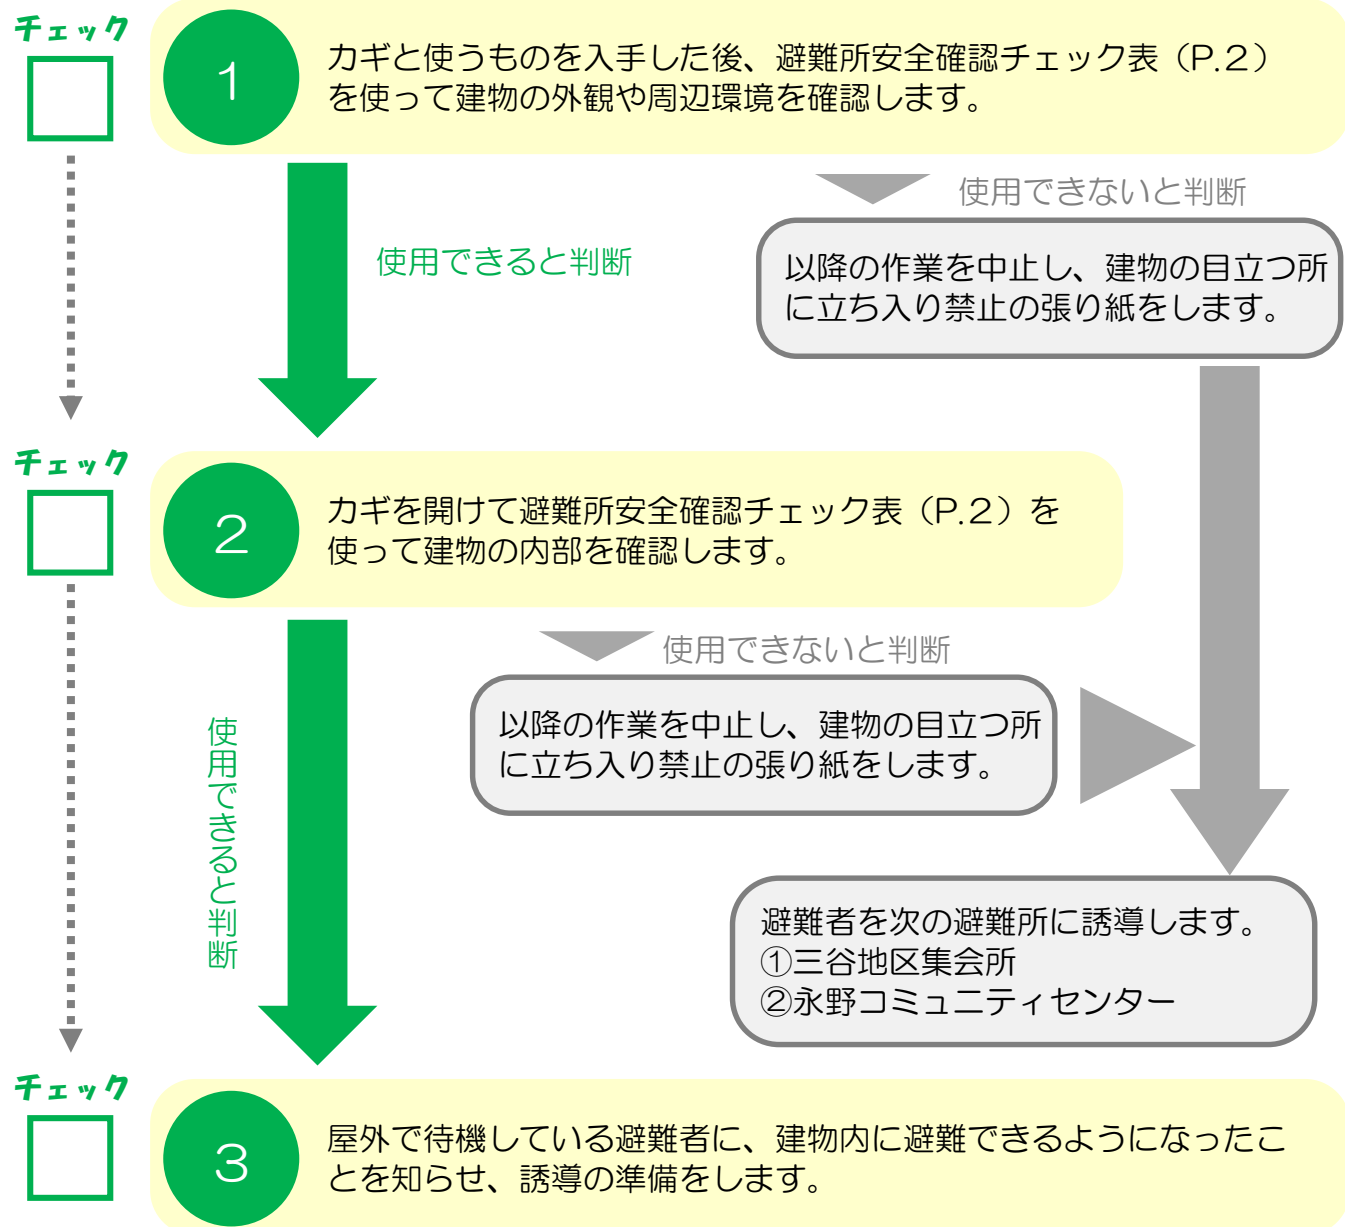 チェック
1
カギと使うものを入手した後、避難所安全確認チェック表（P.2）
を使って建物の外観や周辺環境を確認します。
使用できると判断
使用できないと判断
以降の作業を中止し、建物の目立つ所
に立ち入り禁止の張り紙をします。
チェック
2
カギを開けて避難所安全確認チェック表（P.2）を
使って建物の内部を確認します。
使用できると判断
使用できないと判断
以降の作業を中止し、建物の目立つ所
に立ち入り禁止の張り紙をします。
避難者を次の避難所に誘導します。
①三谷地区集会所
②永野コミュニティセンター
チェック
3
屋外で待機している避難者に、建物内に避難できるようになったこ
とを知らせ、誘導の準備をします。